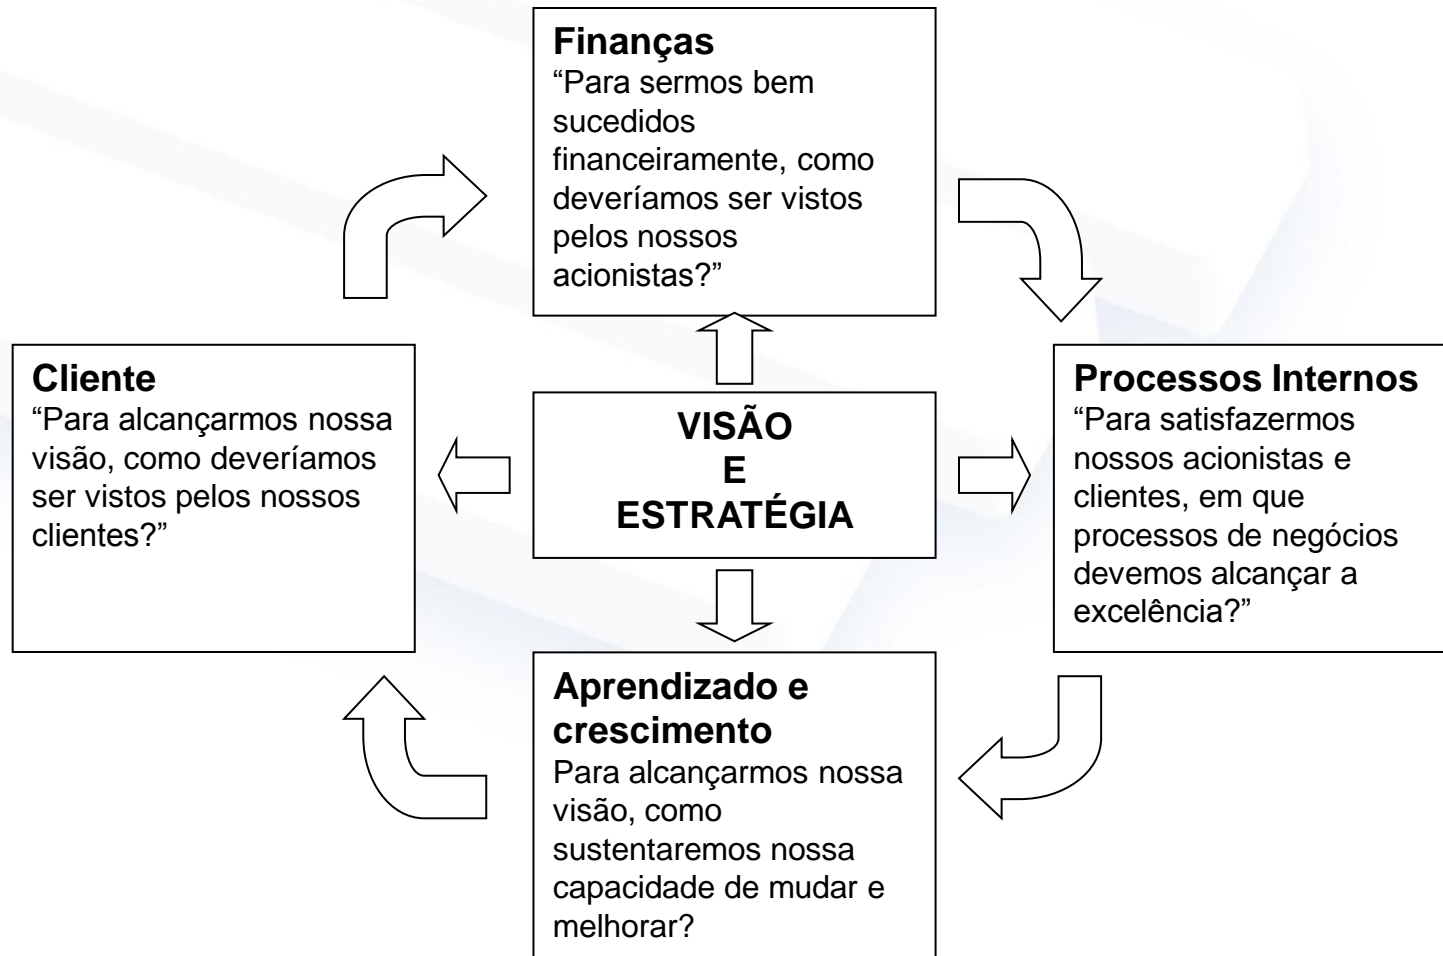 Finanças
“Para sermos bem
sucedidos
financeiramente, como
deveríamos ser vistos
pelos nossos
acionistas?”
Cliente
“Para alcançarmos nossa
visão, como deveríamos
ser vistos pelos nossos
clientes?”
VISÃO
E
ESTRATÉGIA
Processos Internos
“Para satisfazermos
nossos acionistas e
clientes, em que
processos de negócios
devemos alcançar a
excelência?”
Aprendizado e
crescimento
Para alcançarmos nossa
visão, como
sustentaremos nossa
capacidade de mudar e
melhorar?